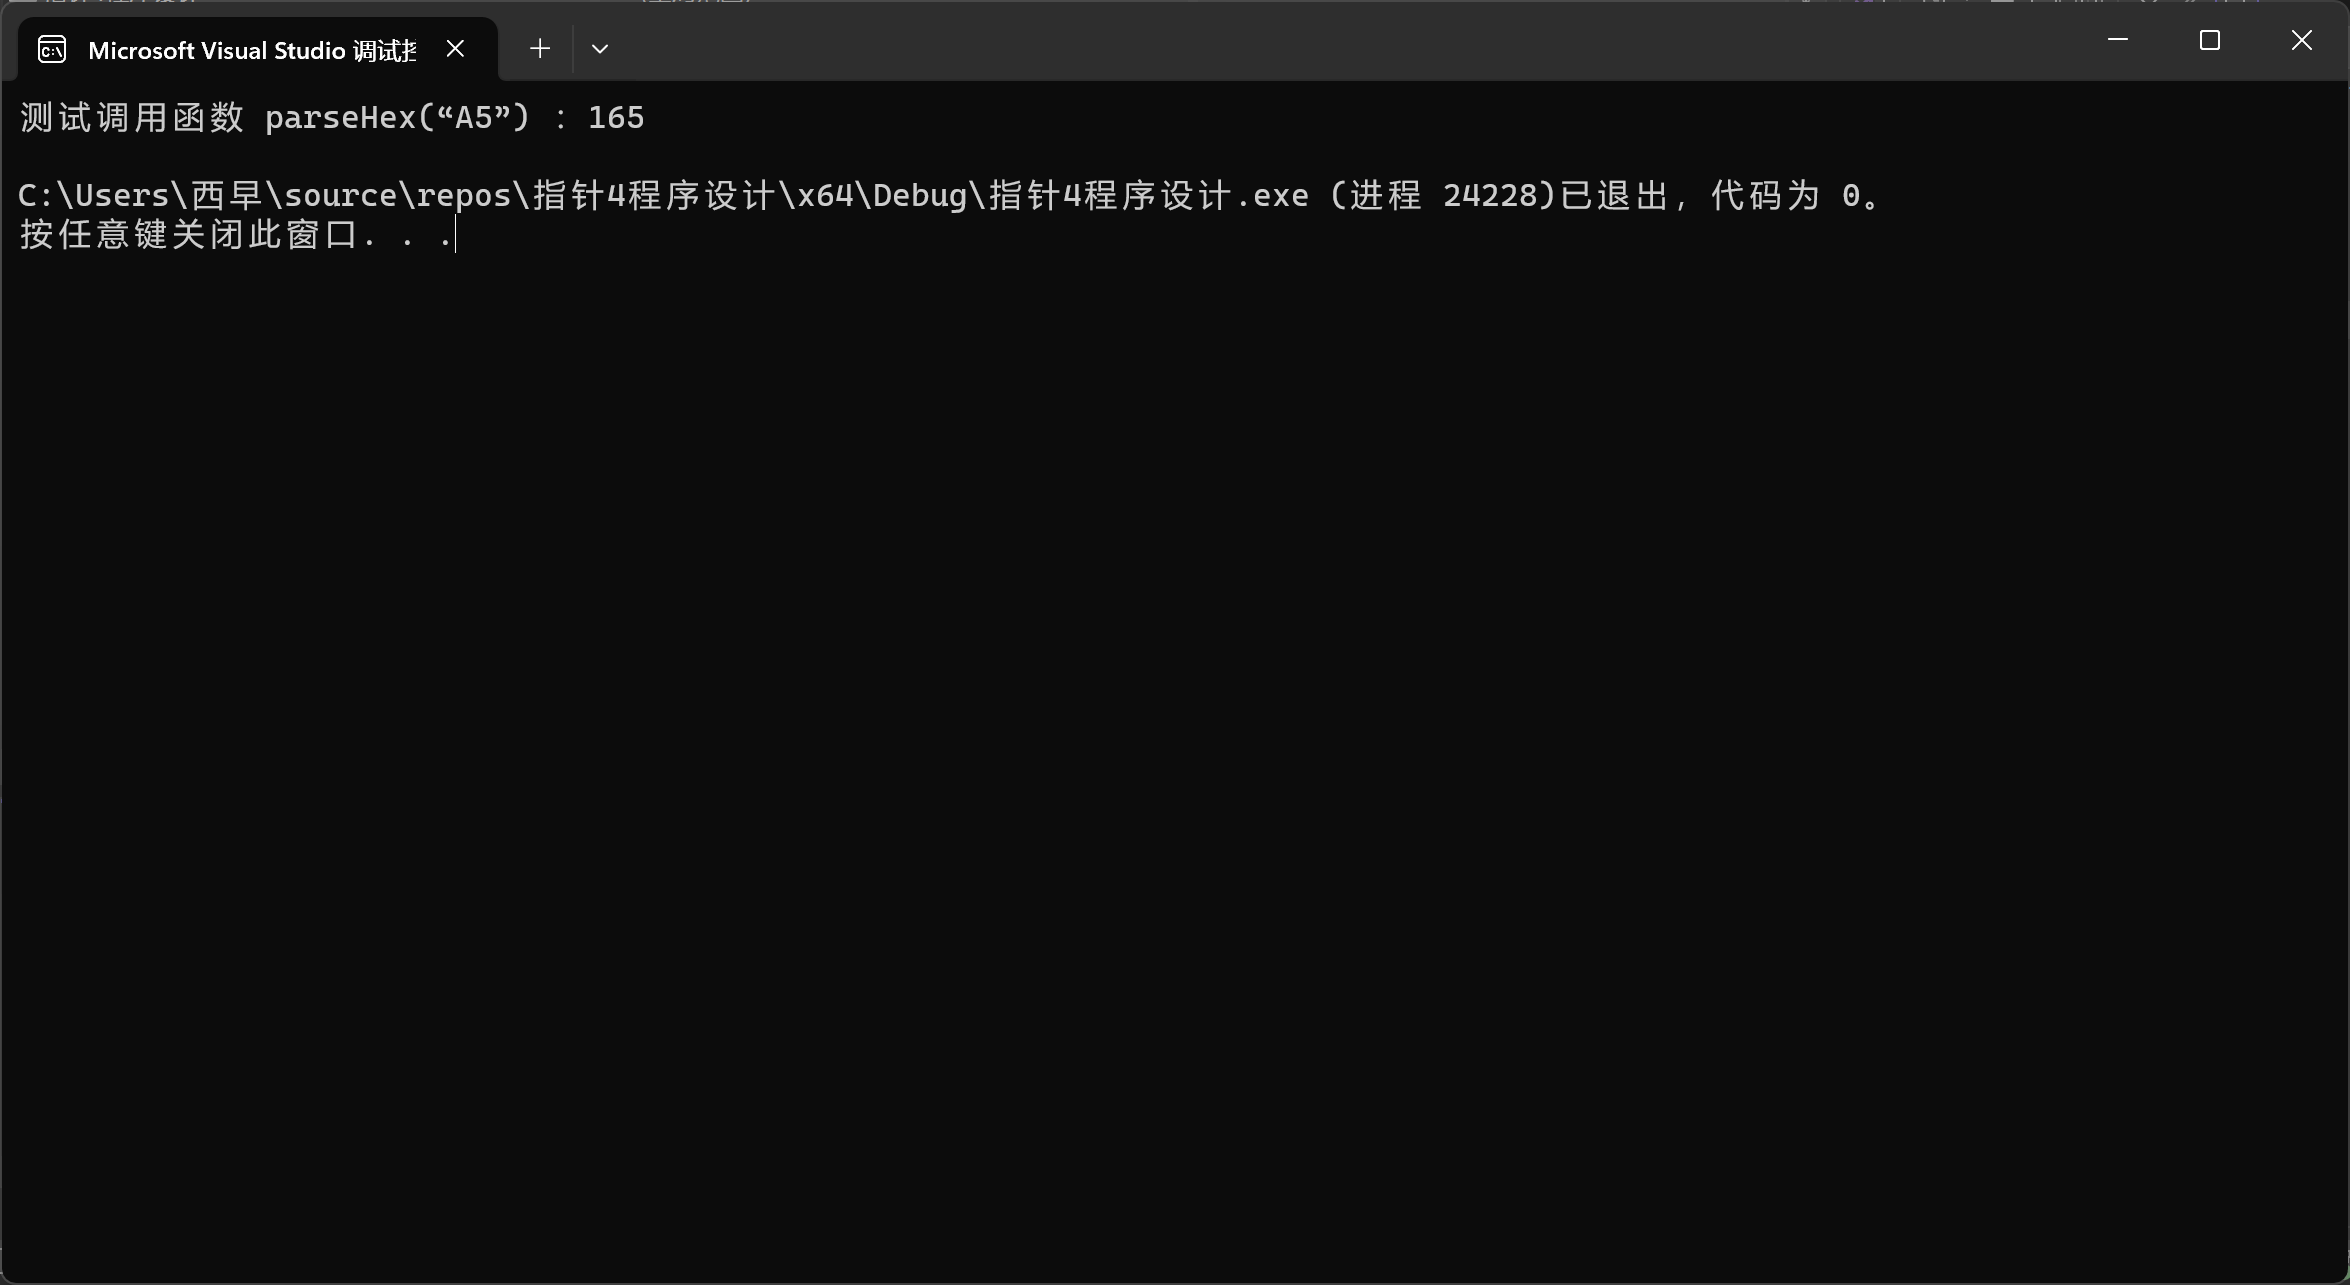 Microsoft Visual Studio 调试
测试调用函数 parseHex(“A5”) : 165
C:\Users\西早\source\repos\指针4程序设计\x64\Debug\指针4程序设计.exe (进程 24228)已退出，代码为 0。
按任意键关闭此窗口. . .